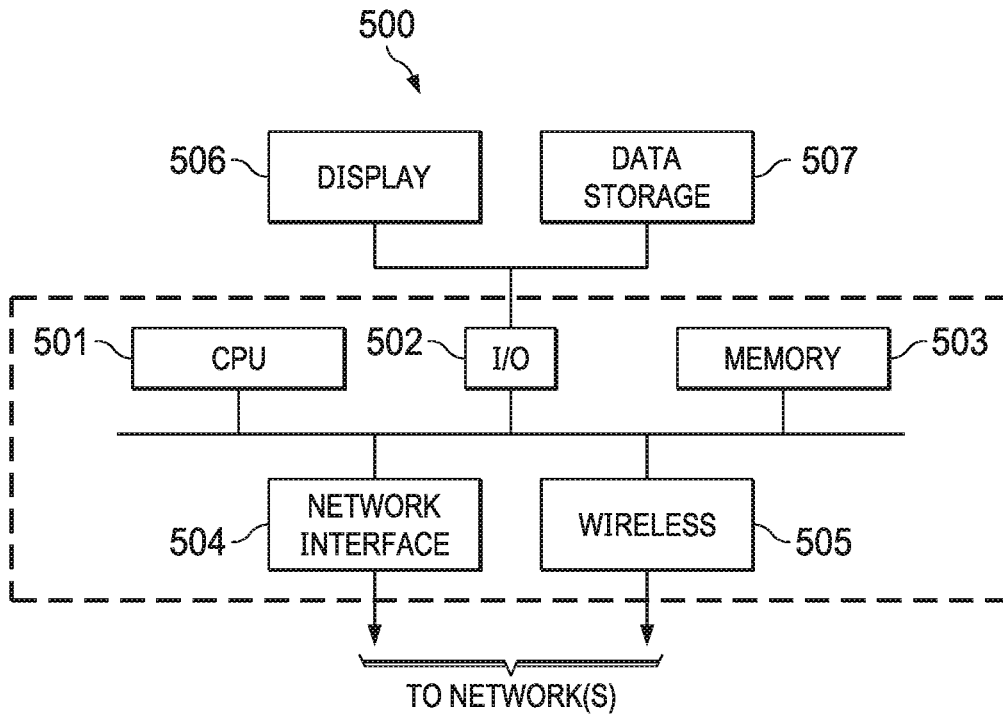 500
506
DISPLAY
DATA
STORAGE
507
501
CPU
502
I/O
MEMORY
503
504
NETWORK
INTERFACE
WIRELESS
505
TO NETWORK(S)